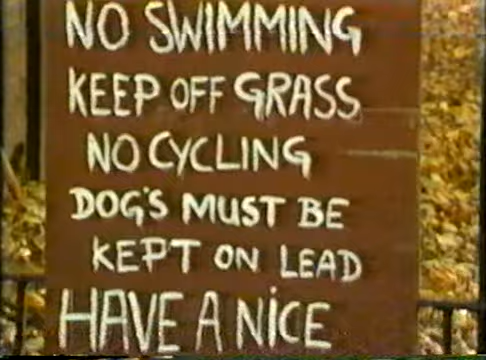 NO SWIMMING
KEEP OFF GRASS
NO CYCLING
DOG'S MUST BE
KEPT ON LEAD
HAVE A NICE